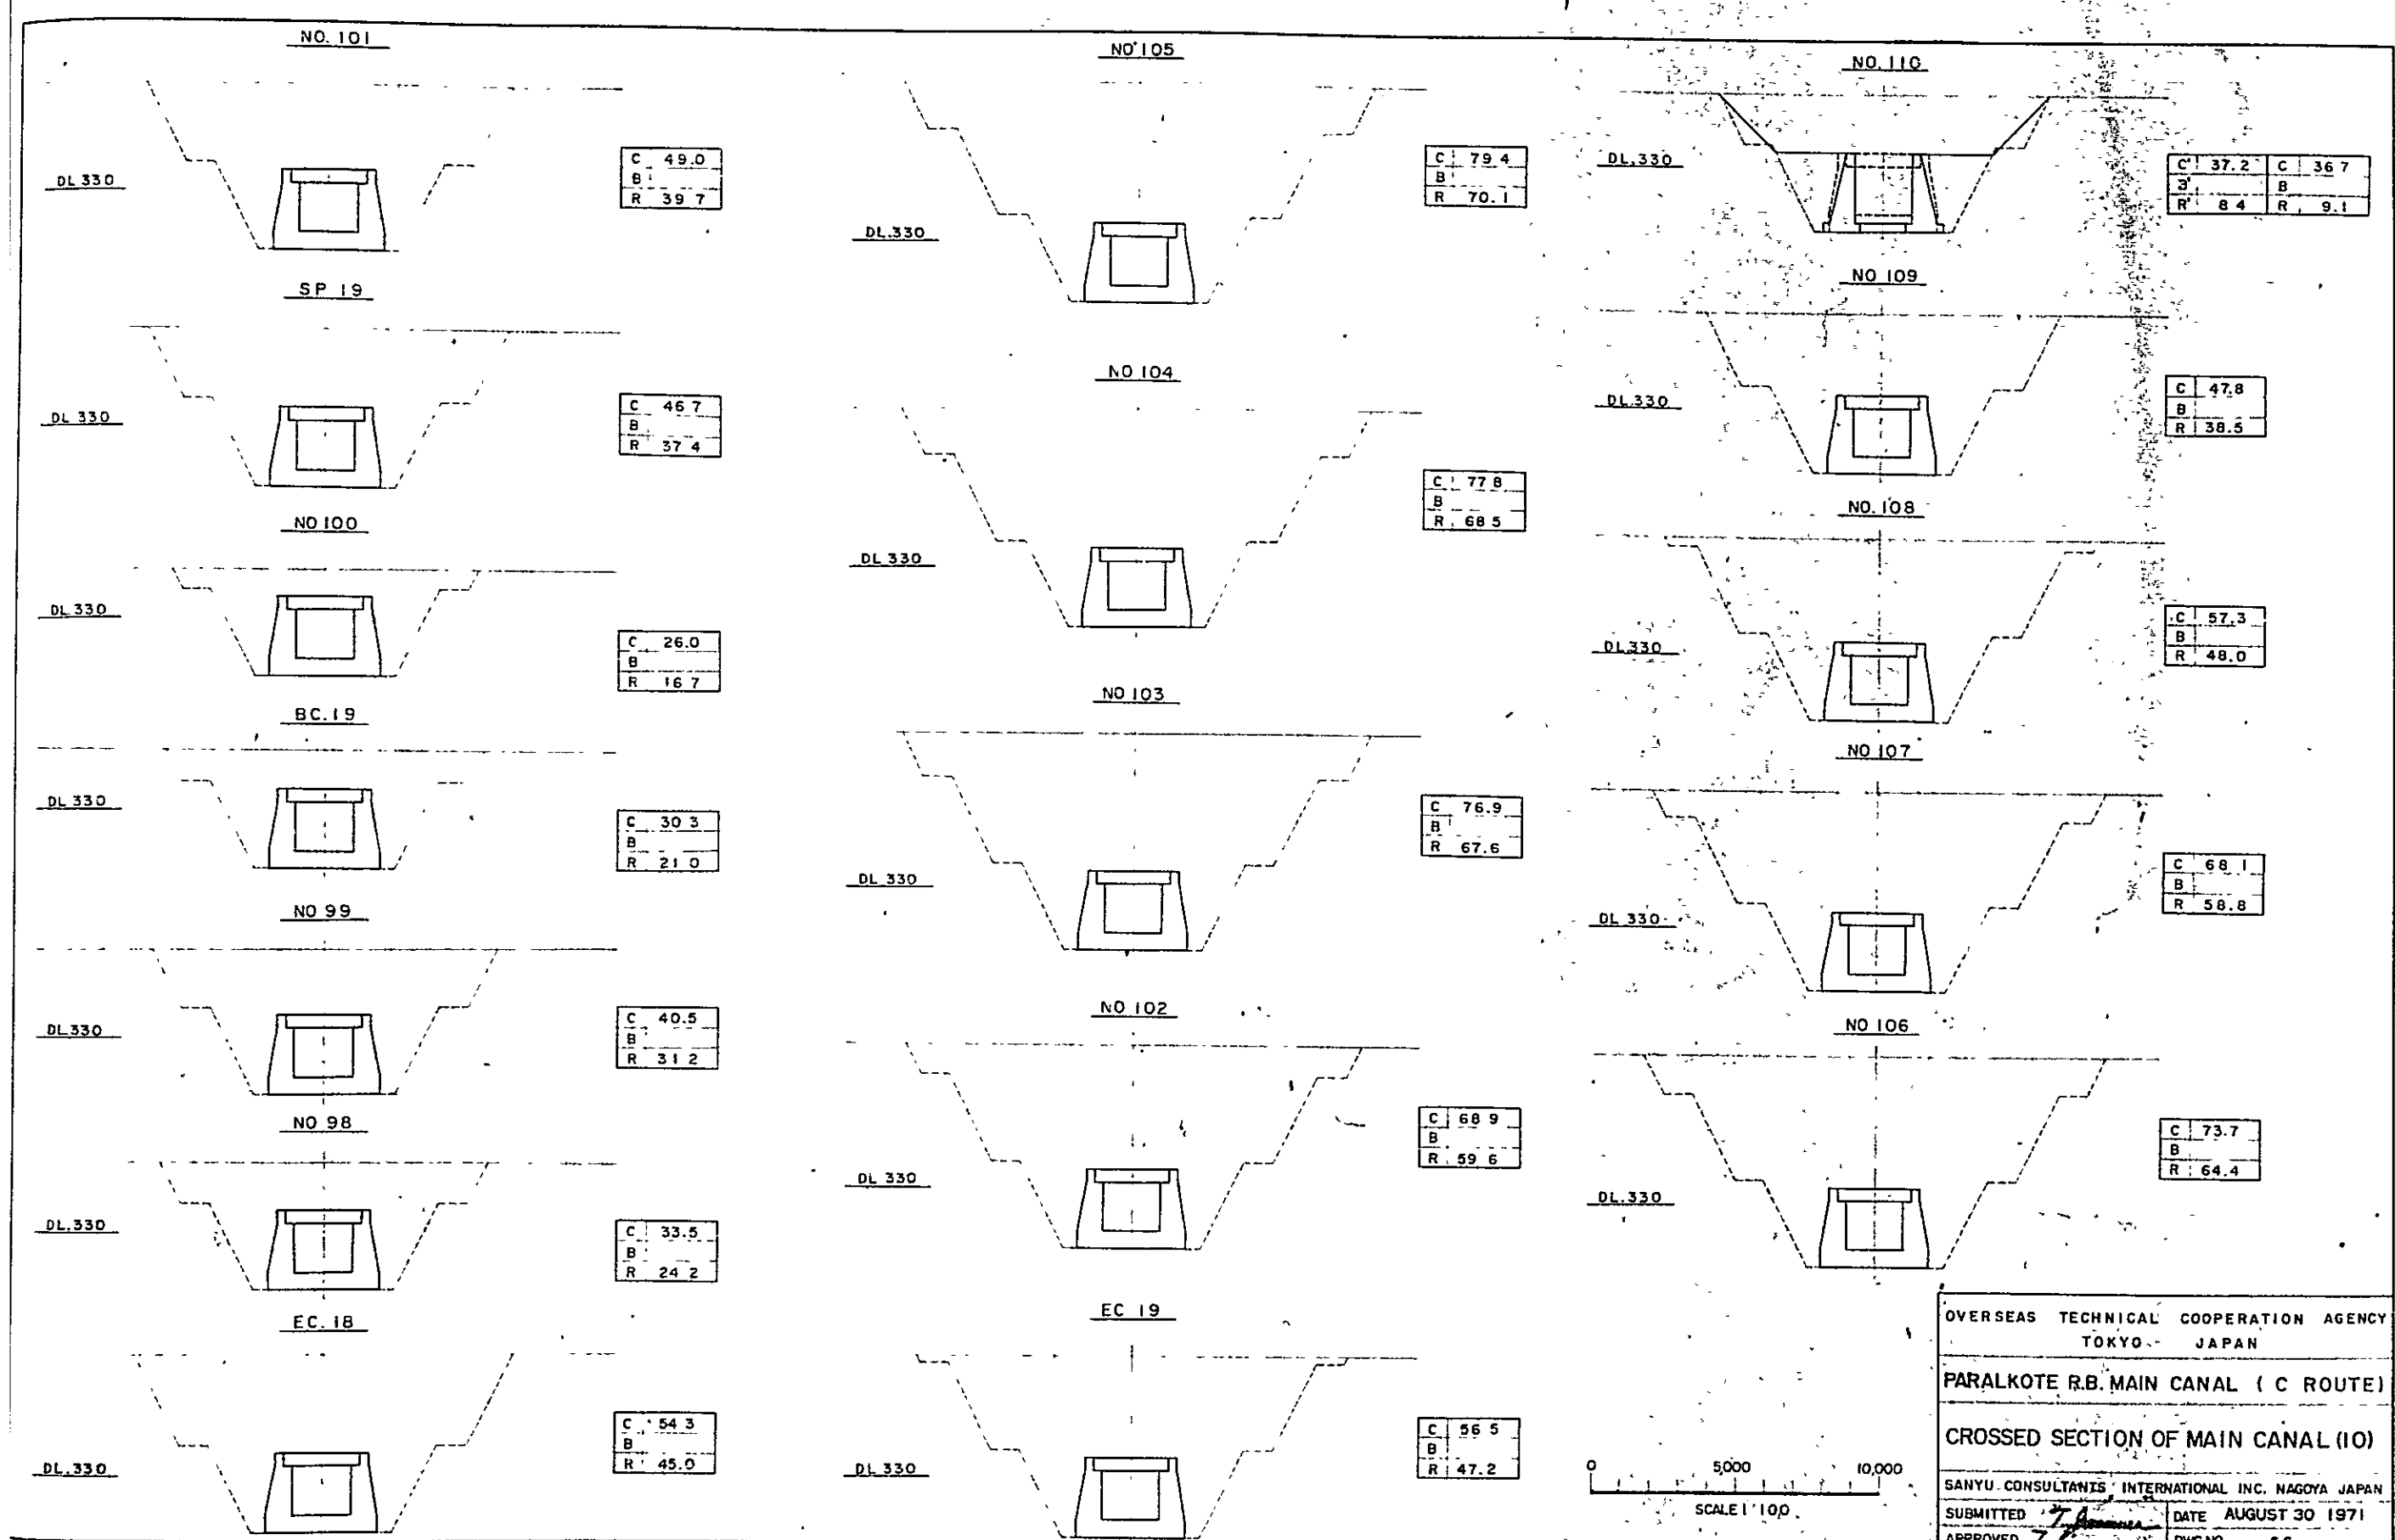 NO. 101
DL 330
C 49.0
B
R 39 7
SP 19
DL 330
C 46 7
B
R 37 4
NO 100
DL 330
C 26.0
B
R 16 7
BC. 19
DL 330
C 30 3
B
R 21 0
NO 99
DL 330
C 40.5
B
R 31 2
NO 98
DL. 330
C 33.5
B
R 24 2
EC. 18
DL. 330
C 54 3
B
R 45.0
NO 105
DL. 330
C 79 4
B
R 70. 1
NO 104
DL 330
C 77 8
B
R 68 5
NO 103
DL 330
C 76.9
B
R 67.6
NO 102
DL 330
C 68 9
B
R 59 6
EC 19
DL 330
C 56 5
B
R 47.2
NO. 110
DL. 330
C' 37. 2 C 36 7
B' B
R' 8 4 R 9. 1
NO 109
DL. 330
C 47.8
B
R 38.5
NO. 108
DL. 330
C 57. 3
B
R 48.0
NO 107
DL 330
C 68 1
B
R 58.8
NO 106
DL. 330
C 73.7
B
R 64.4
0 5,000 10,000
SCALE 1' 100
OVERSEAS TECHNICAL COOPERATION AGENCY
TOKYO - JAPAN
PARALKOTE R.B. MAIN CANAL ( C ROUTE)
CROSSED SECTION OF MAIN CANAL (10)
SANYU CONSULTANTS INTERNATIONAL INC. NAGOYA JAPAN
SUBMITTED DATE AUGUST 30 1971
APPROVED DWG NO